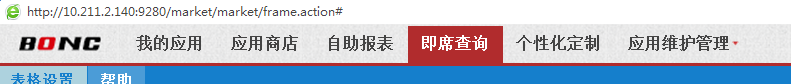 http://10.211.2.140:9280/market/market/frame.action#
BONC 我的应用 应用商店 自助报表 即席查询 个性化定制 应用维护管理
表格设置 帮助